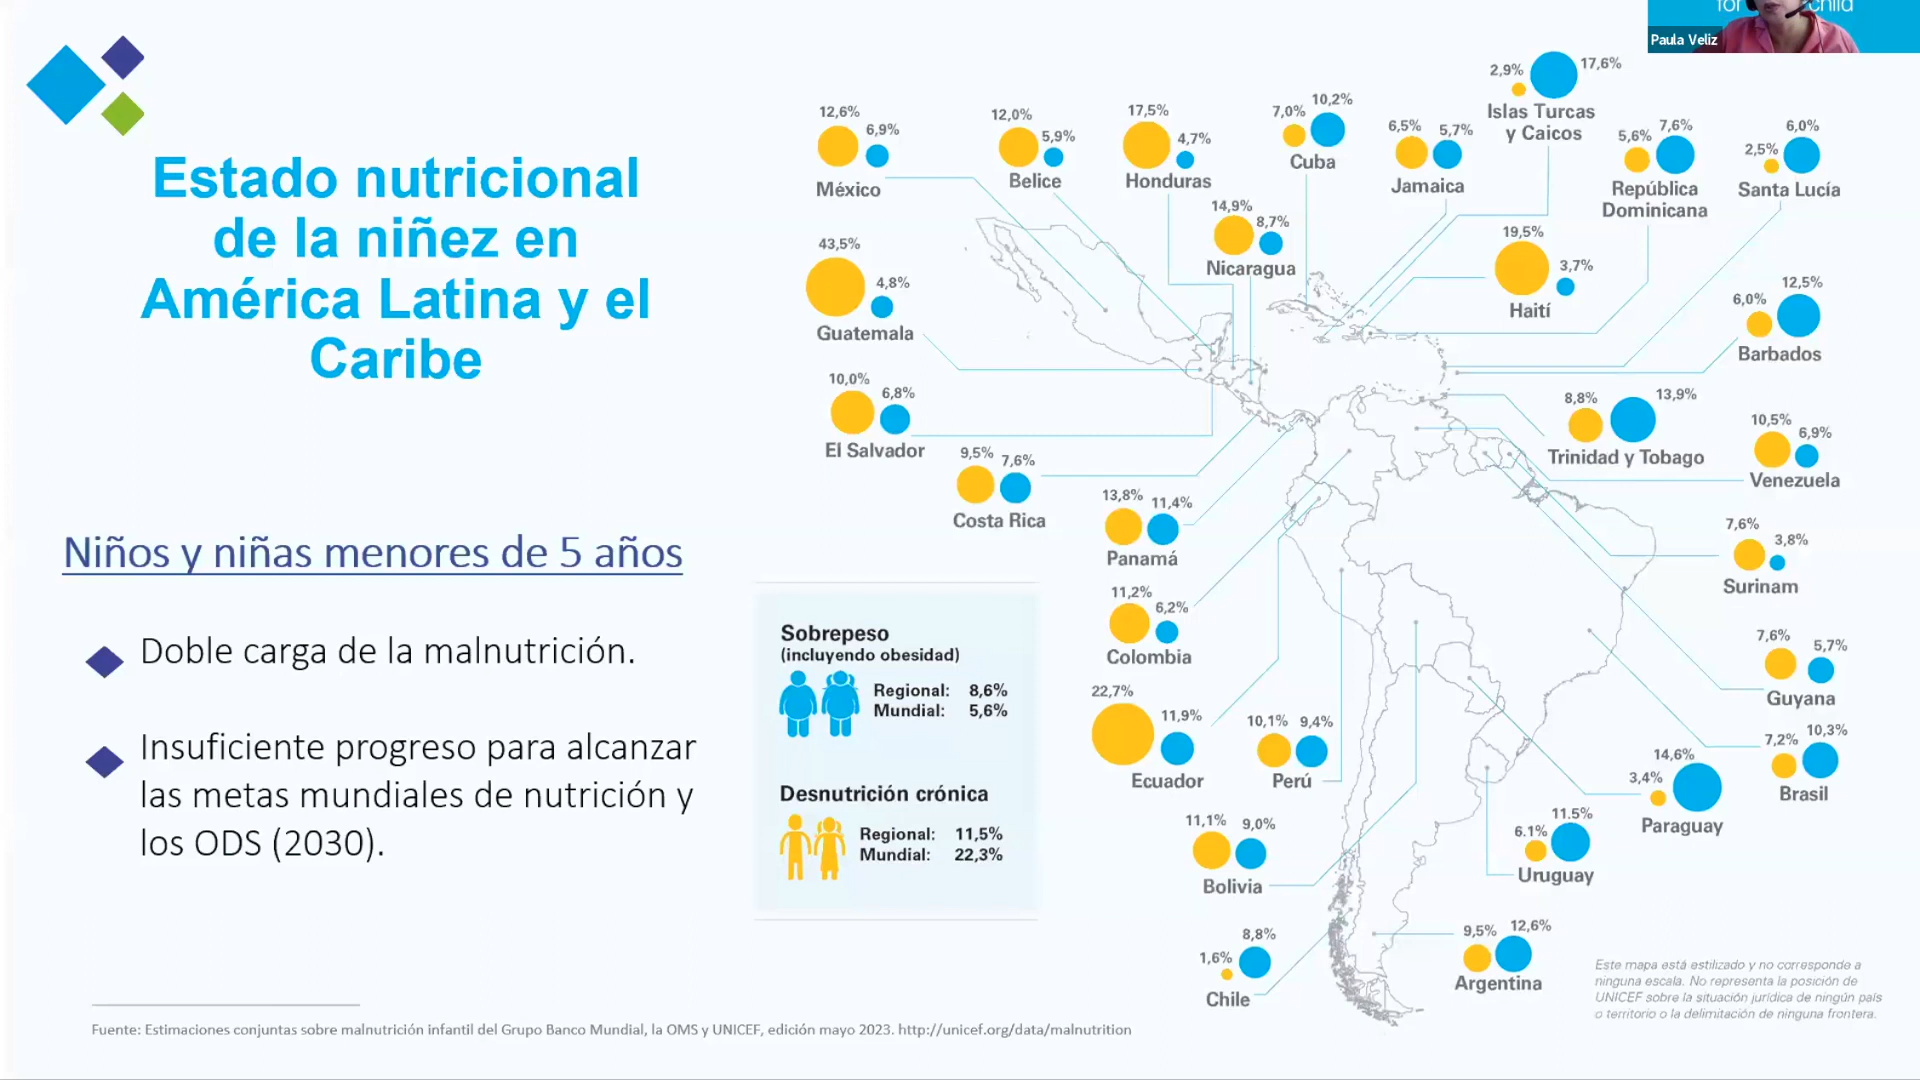 for
child
Paula Veliz
Estado nutricional
de la niñez en
América Latina y el
Caribe
Niños y niñas menores de 5 años
Doble carga de la malnutrición.
Insuficiente progreso para alcanzar
las metas mundiales de nutrición y
los ODS (2030).
12,6%
6,9%
México
12,0%
5,9%
Belice
17,5%
4,7%
Honduras
7,0%
10,2%
Cuba
6,5%
5,7%
Jamaica
2,9%
17,6%
Islas Turcas
y Caicos
5,6%
7,6%
República
Dominicana
2,5%
6,0%
Santa Lucía
43,5%
4,8%
Guatemala
14,9%
8,7%
Nicaragua
19,5%
3,7%
Haití
6,0%
12,5%
Barbados
10,0%
6,8%
El Salvador
8,8%
13,9%
Trinidad y Tobago
10,5%
6,9%
Venezuela
9,5%
7,6%
Costa Rica
13,8%
11,4%
Panamá
7,6%
3,8%
Surinam
11,2%
6,2%
Colombia
7,6%
5,7%
Guyana
22,7%
11,9%
Ecuador
10,1%
9,4%
Perú
7,2%
10,3%
Brasil
3,4%
14,6%
Paraguay
11,1%
9,0%
Bolivia
6.1%
11.5%
Uruguay
1,6%
8,8%
Chile
9,5%
12,6%
Argentina
Sobrepeso
(incluyendo obesidad)
Regional: 8,6%
Mundial: 5,6%
Desnutrición crónica
Regional: 11,5%
Mundial: 22,3%
Este mapa está estilizado y no corresponde a
ninguna escala. No representa la posición de
UNICEF sobre la situación jurídica de ningún país
o territorio o la delimitación de ninguna frontera.
Fuente: Estimaciones conjuntas sobre malnutrición infantil del Grupo Banco Mundial, la OMS y UNICEF, edición mayo 2023. http://unicef.org/data/malnutrition